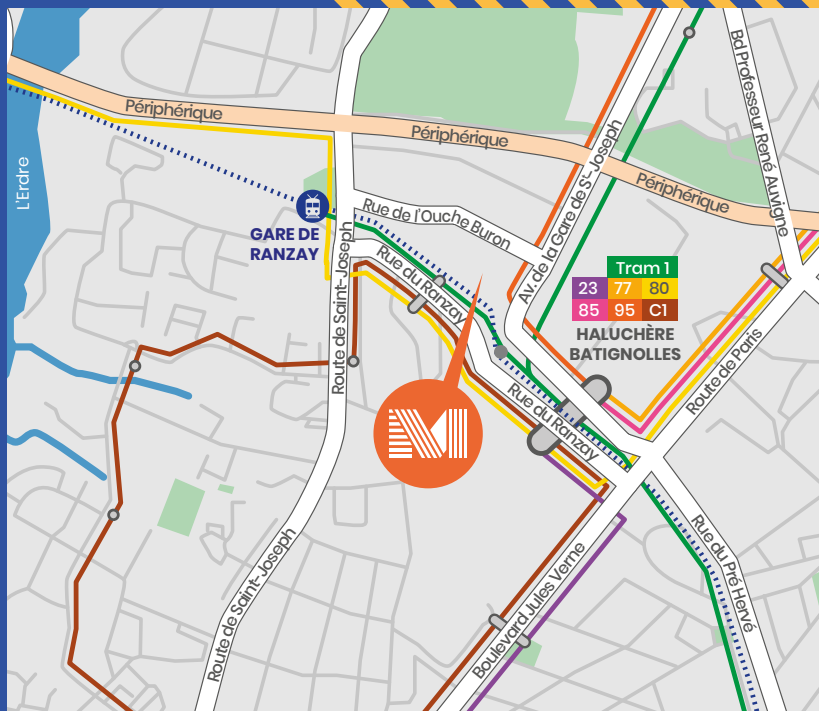 Bd Professeur René Auvigne
Périphérique
Périphérique
Périphérique
L'Erdre
Av. de la Gare de St-Joseph
Rue de l'Ouche Buron
GARE DE
RANZAY
Route de Saint-Joseph
Rue du Ranzay
Tram 1
23 77 80
85 95 C1
HALUCHÈRE
BATIGNOLLES
Route de Paris
Rue du Ranzay
M
Rue du Pré Hervé
Route de Saint-Joseph
Boulevard Jules Verne